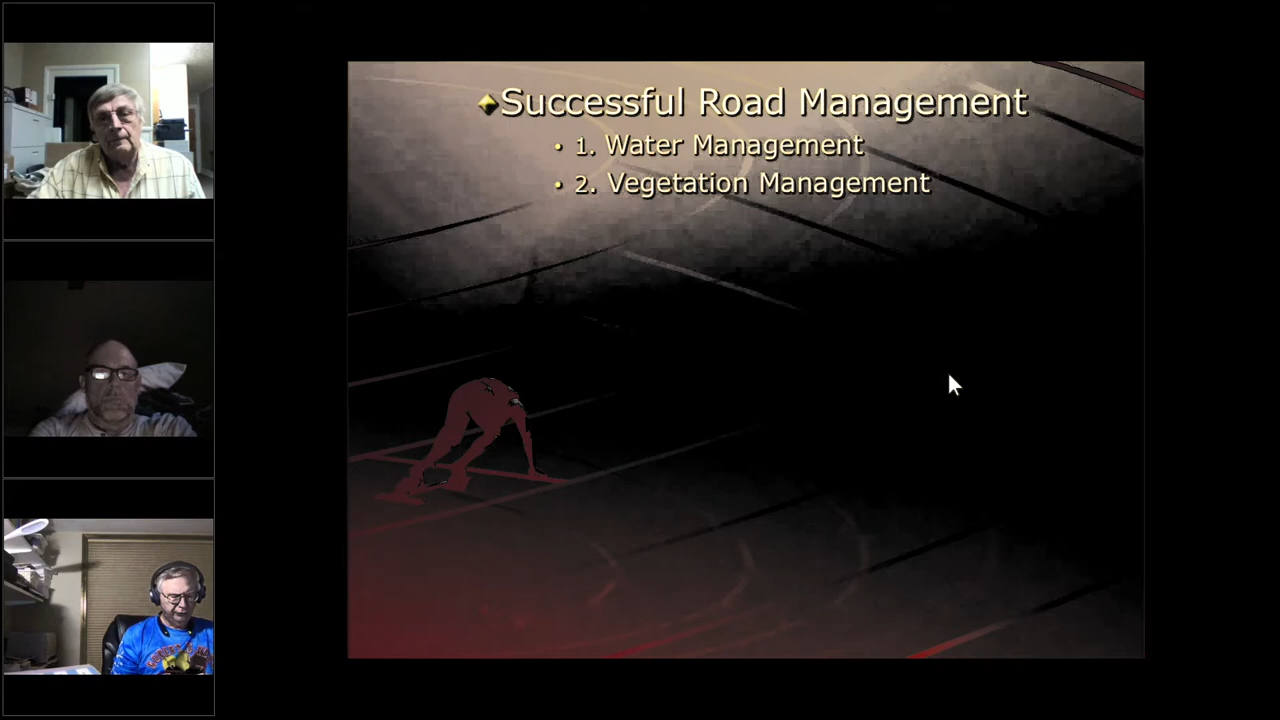 Successful Road Management
• 1. Water Management
• 2. Vegetation Management